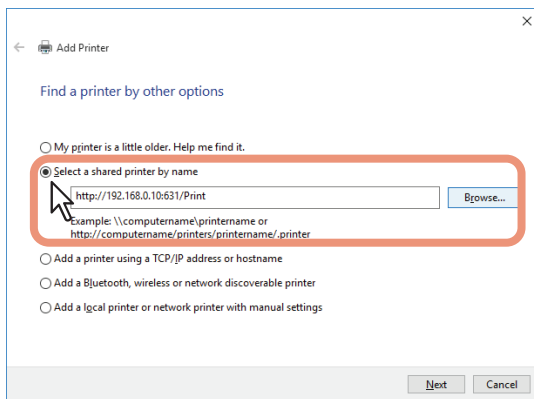 Add Printer
Find a printer by other options
My printer is a little older. Help me find it.
Select a shared printer by name
http://192.168.0.10:631/Print
Browse...
Example: \\computername\printername or
http://computername/printers/printername/.printer
Add a printer using a TCP/IP address or hostname
Add a Bluetooth, wireless or network discoverable printer
Add a local printer or network printer with manual settings
Next
Cancel